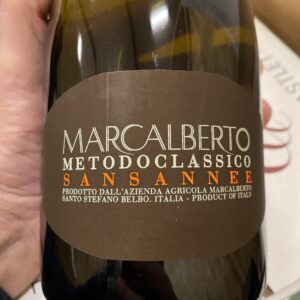 MARCALBERTO
METODOCLASSICO
SANSANNEE
PRODOTTO DALL'AZIENDA AGRICOLA MARCALBERTO
SANTO STEFANO BELBO. ITALIA - PRODUCT OF ITALY